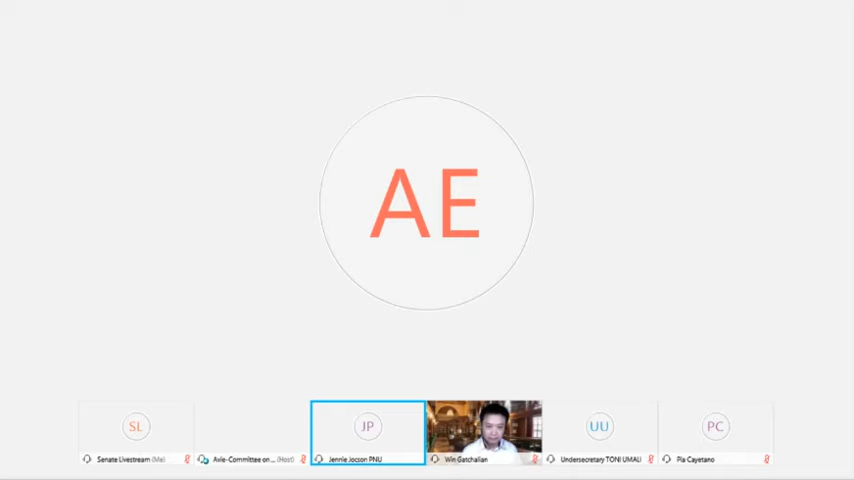 AE
SL
JP
UU
PC
Senate Livestream (Me)
Avie-Committee on ... (Host)
Jennie Jocson PNU
Win Gatchalian
Undersecretary TONI UMALI
Pia Cayetano